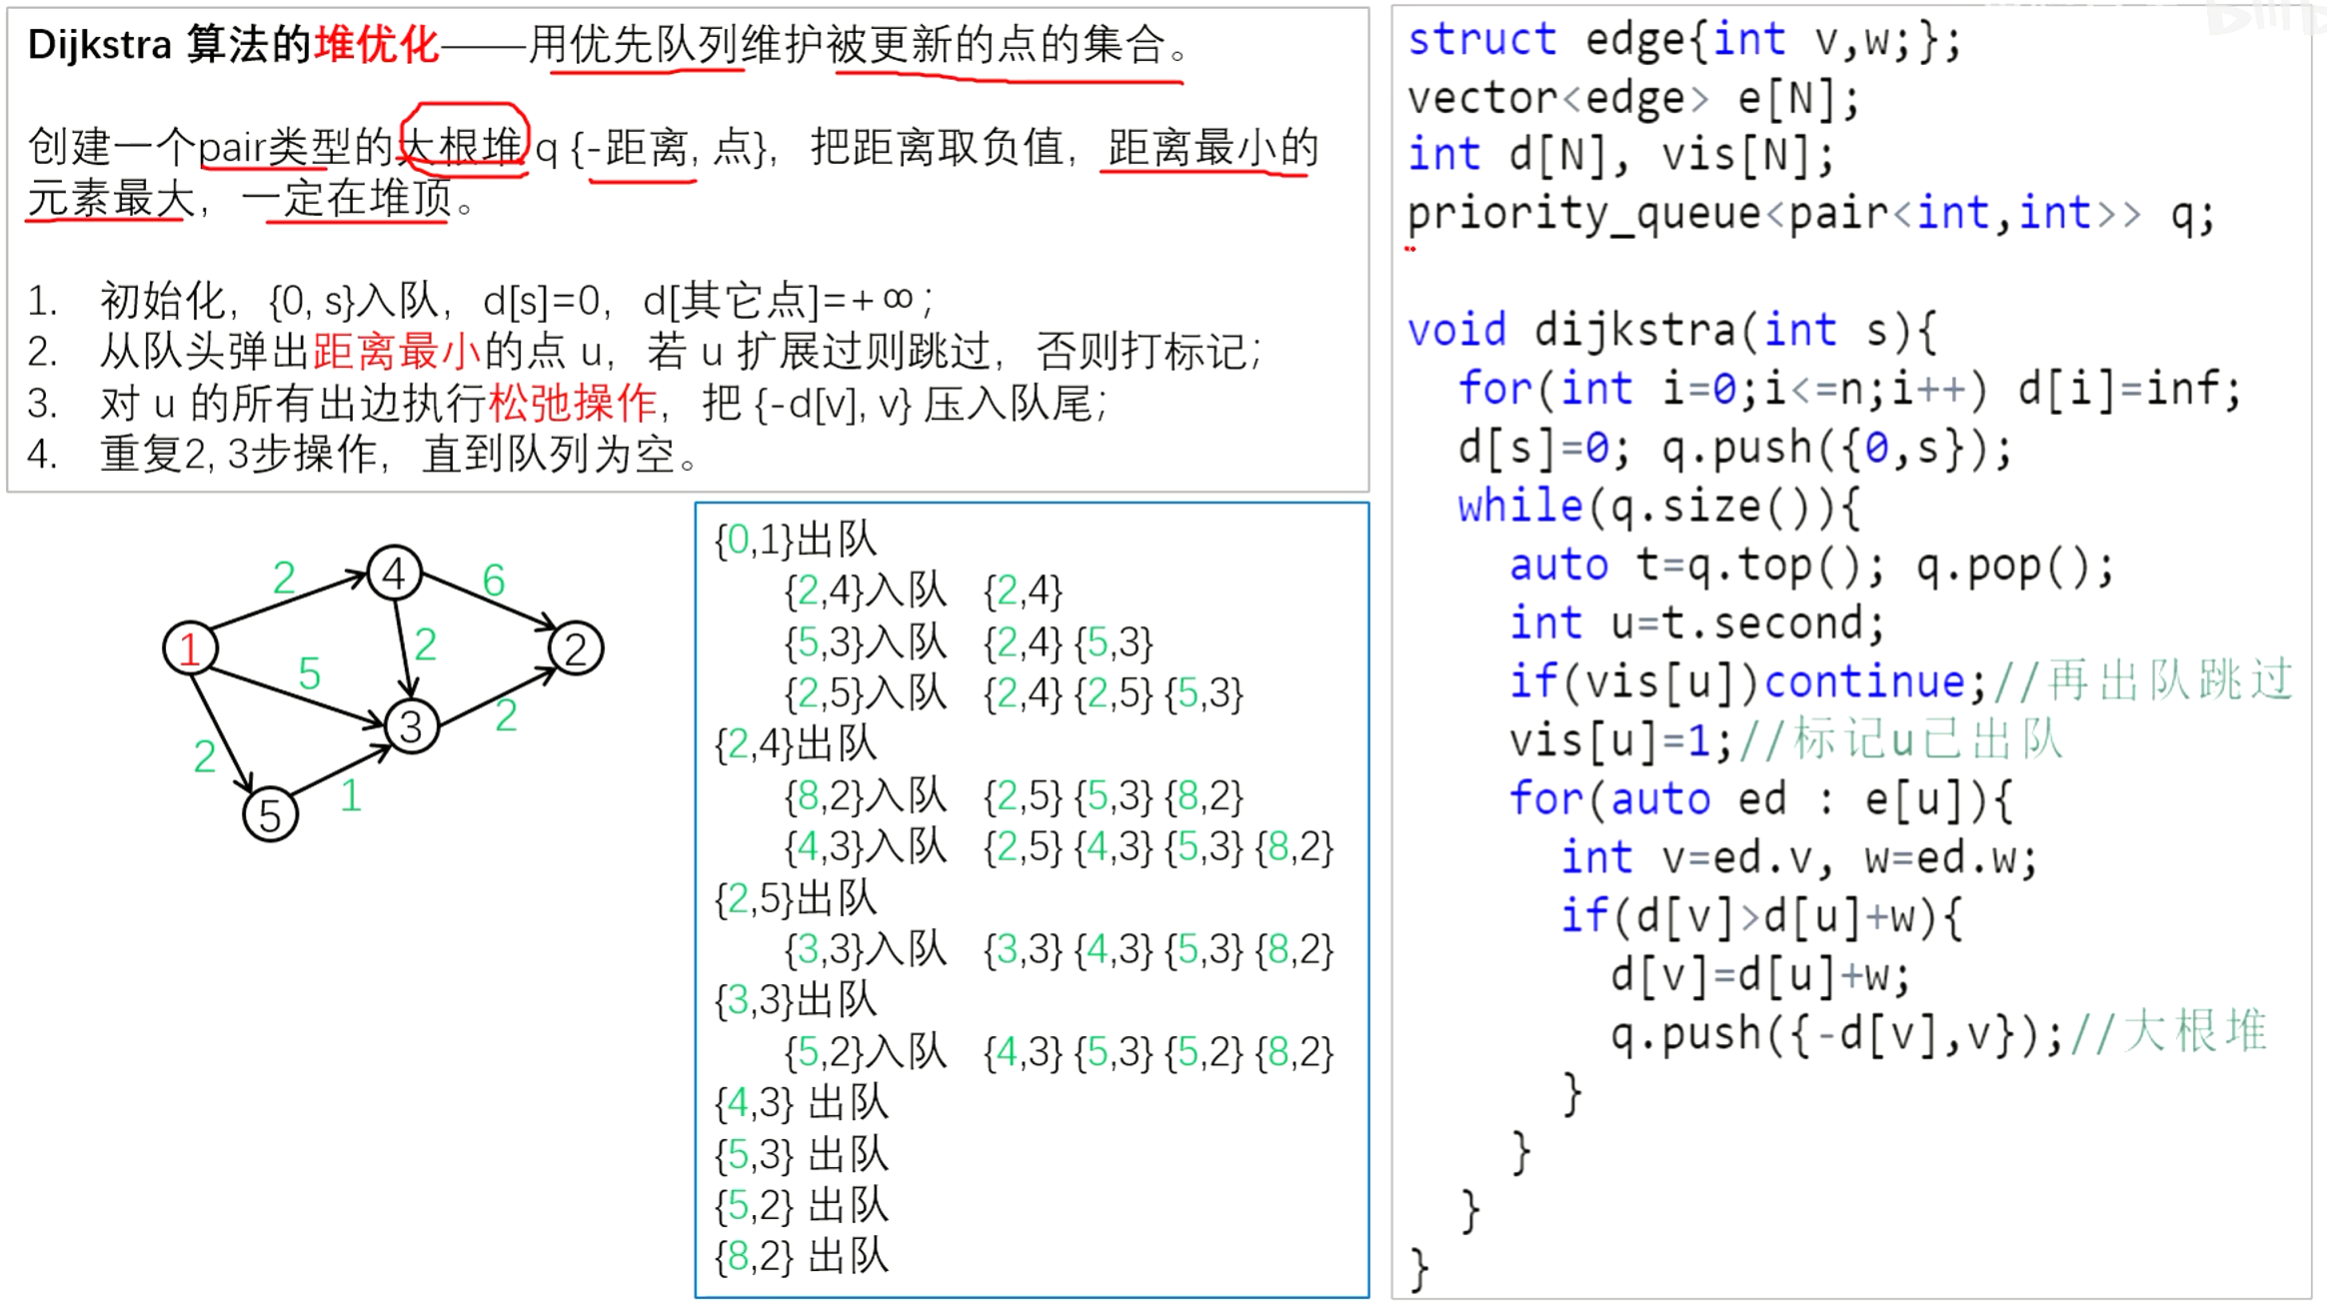 Dijkstra 算法的堆优化——用优先队列维护被更新的点的集合。
创建一个pair类型的大根堆 q {-距离, 点}，把距离取负值，距离最小的
元素最大，一定在堆顶。
1. 初始化，{0, s}入队，d[s]=0，d[其它点]=+∞；
2. 从队头弹出距离最小的点 u，若 u 扩展过则跳过，否则打标记；
3. 对 u 的所有出边执行松弛操作，把 {-d[v], v} 压入队尾；
4. 重复2, 3步操作，直到队列为空。
2
4
6
1
2
2
5
3
2
2
5
1
{0,1}出队
{2,4}入队 {2,4}
{5,3}入队 {2,4} {5,3}
{2,5}入队 {2,4} {2,5} {5,3}
{2,4}出队
{8,2}入队 {2,5} {5,3} {8,2}
{4,3}入队 {2,5} {4,3} {5,3} {8,2}
{2,5}出队
{3,3}入队 {3,3} {4,3} {5,3} {8,2}
{3,3}出队
{5,2}入队 {4,3} {5,3} {5,2} {8,2}
{4,3} 出队
{5,3} 出队
{5,2} 出队
{8,2} 出队
struct edge{int v,w;};
vector<edge> e[N];
int d[N], vis[N];
priority_queue<pair<int,int>> q;
void dijkstra(int s){
for(int i=0;i<=n;i++) d[i]=inf;
d[s]=0; q.push({0,s});
while(q.size()){
auto t=q.top(); q.pop();
int u=t.second;
if(vis[u])continue;//再出队跳过
vis[u]=1;//标记u已出队
for(auto ed : e[u]){
int v=ed.v, w=ed.w;
if(d[v]>d[u]+w){
d[v]=d[u]+w;
q.push({-d[v],v});//大根堆
}
}
}
}